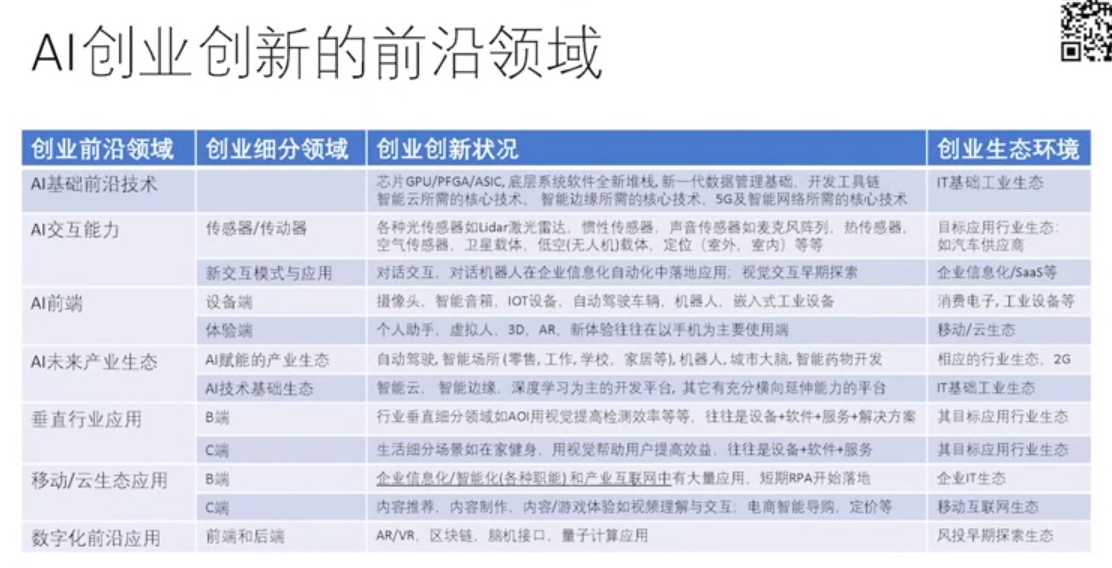 AI创业创新的前沿领域
创业前沿领域 创业细分领域 创业创新状况 创业生态环境
AI基础前沿技术 芯片GPU/PFGA/ASIC, 底层系统软件全新堆栈, 新一代数据管理基础, 开发工具链 IT基础工业生态
智能云所需的核心技术, 智能边缘所需的核心技术, 5G及智能网络所需的核心技术
AI交互能力 传感器/传动器 各种光传感器如Lidar激光雷达, 惯性传感器, 声音传感器如麦克风阵列, 热传感器, 目标应用行业生态:
空气传感器, 卫星载体, 低空(无人机)载体, 定位(室外, 室内)等等 如汽车供应商
新交互模式与应用 对话交互, 对话机器人在企业信息化自动化中落地应用; 视觉交互早期探索 企业信息化/SaaS等
AI前端 设备端 摄像头, 智能音箱, IOT设备, 自动驾驶车辆, 机器人, 嵌入式工业设备 消费电子, 工业设备等
体验端 个人助手, 虚拟人, 3D, AR, 新体验往往在以手机为主要使用端 移动/云生态
AI未来产业生态 AI赋能的产业生态 自动驾驶, 智能场所(零售, 工作, 学校, 家居等), 机器人, 城市大脑, 智能药物开发 相应的行业生态, 2G
AI技术基础生态 智能云, 智能边缘, 深度学习为主的开发平台, 其它有充分横向延伸能力的平台 IT基础工业生态
垂直行业应用 B端 行业垂直细分领域如AOI用视觉提高检测效率等等, 往往是设备+软件+服务+解决方案 其目标应用行业生态
C端 生活细分场景如在家健身, 用视觉帮助用户提高效益, 往往是设备+软件+服务 其目标应用行业生态
移动/云生态应用 B端 企业信息化/智能化(各种职能)和产业互联网中有大量应用, 短期RPA开始落地 企业IT生态
C端 内容推荐, 内容制作, 内容/游戏体验如视频理解与交互; 电商智能导购, 定价等 移动互联网生态
数字化前沿应用 前端和后端 AR/VR, 区块链, 脑机接口, 量子计算应用 风投早期探索生态